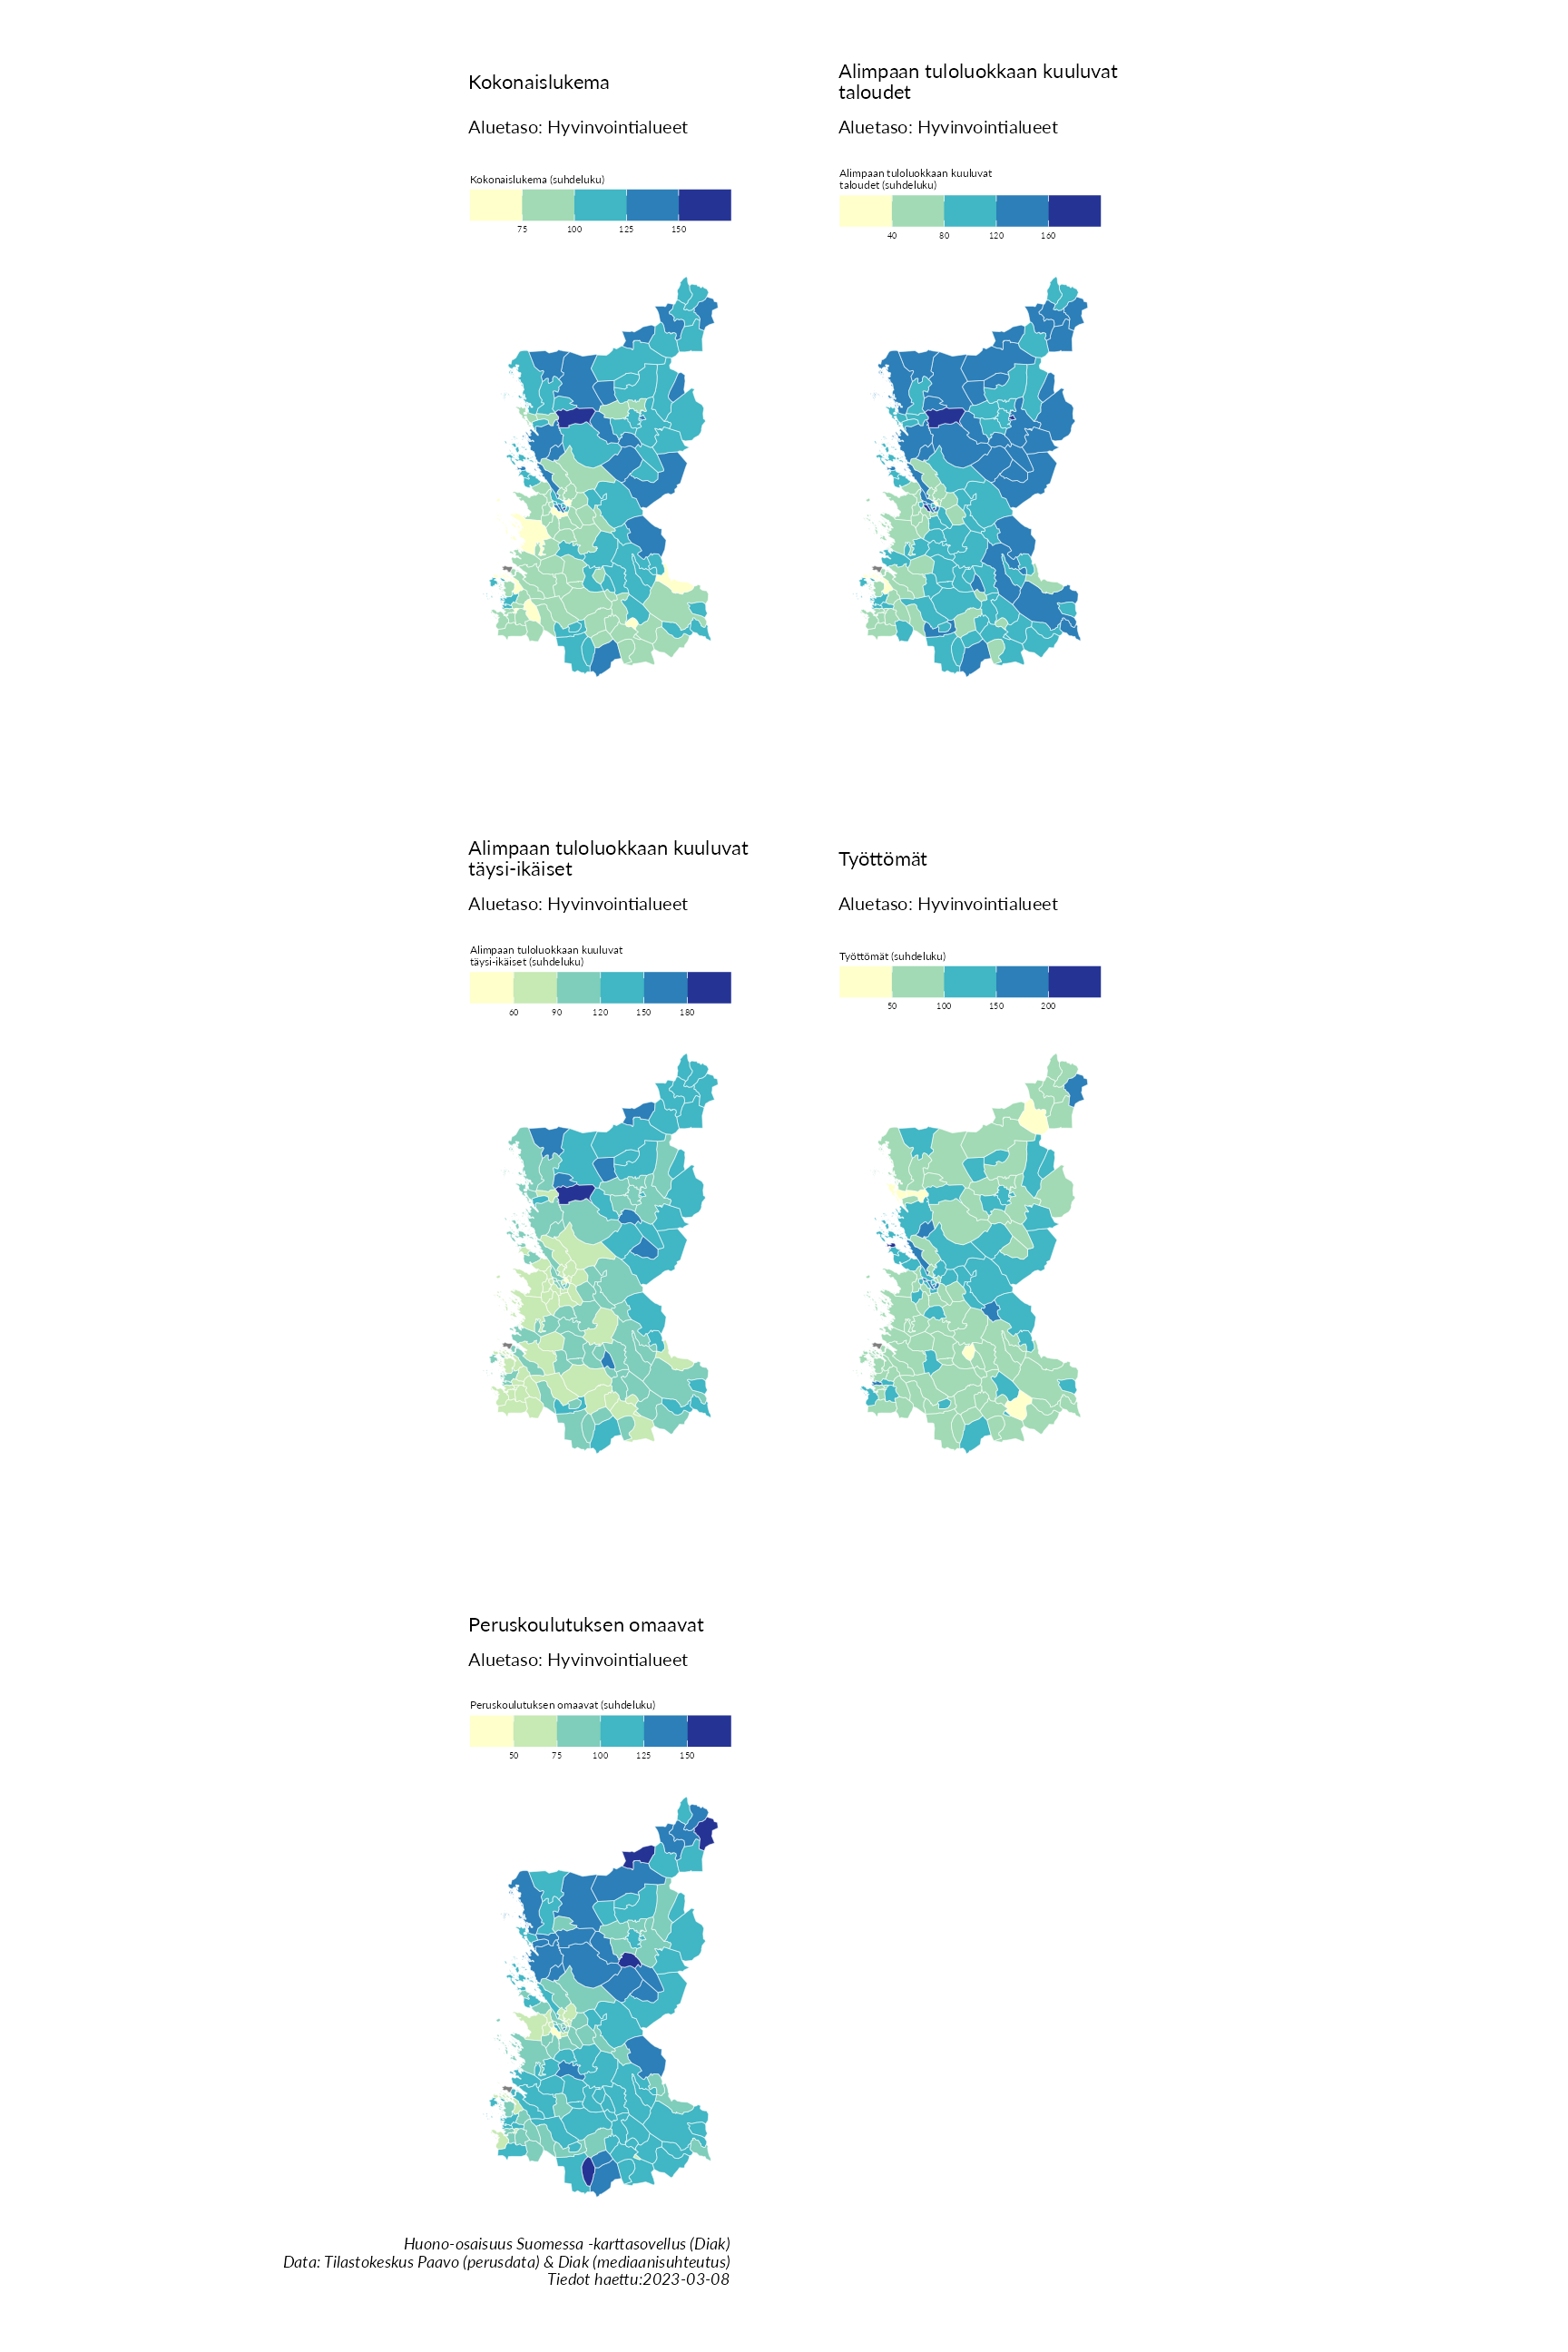 Kokonaislukema
Aluetaso: Hyvinvointialueet
Kokonaislukema (suhdeluku)
75 100 125 150
Alimpaan tuloluokkaan kuuluvat
taloudet
Aluetaso: Hyvinvointialueet
Alimpaan tuloluokkaan kuuluvat
taloudet (suhdeluku)
40 80 120 160
Alimpaan tuloluokkaan kuuluvat
täysi-ikäiset
Aluetaso: Hyvinvointialueet
Alimpaan tuloluokkaan kuuluvat
täysi-ikäiset (suhdeluku)
60 90 120 150 180
Työttömät
Aluetaso: Hyvinvointialueet
Työttömät (suhdeluku)
50 100 150 200
Peruskoulutuksen omaavat
Aluetaso: Hyvinvointialueet
Peruskoulutuksen omaavat (suhdeluku)
50 75 100 125 150
Huono-osaisuus Suomessa -karttasovellus (Diak)
Data: Tilastokeskus Paavo (perusdata) & Diak (mediaanisuhteutus)
Tiedot haettu:2023-03-08